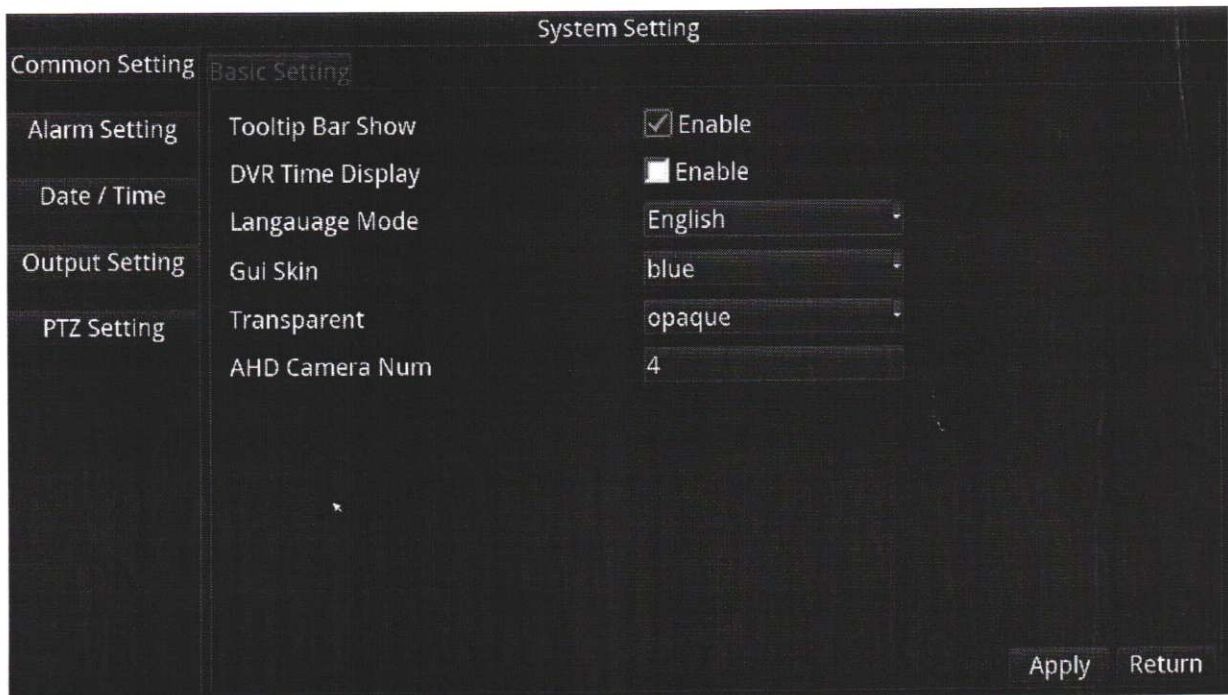 System Setting
Common Setting
Basic Setting
Alarm Setting
Tooltip Bar Show
Enable
DVR Time Display
Enable
Date / Time
Langauage Mode
English
Output Setting
Gui Skin
blue
PTZ Setting
Transparent
opaque
AHD Camera Num
4
Apply
Return